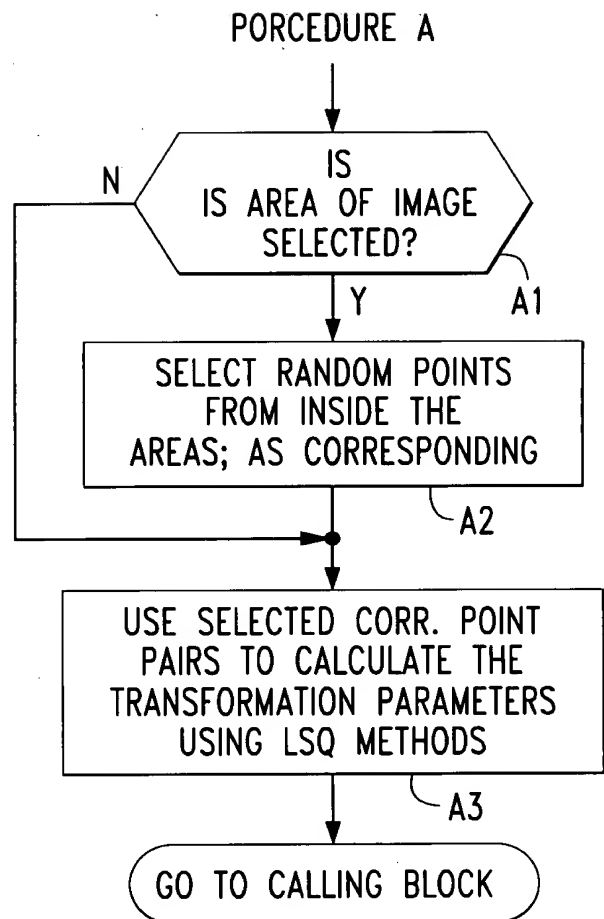 PORCEDURE A
IS
IS AREA OF IMAGE
SELECTED?
N
A1
Y
SELECT RANDOM POINTS
FROM INSIDE THE
AREAS; AS CORRESPONDING
A2
USE SELECTED CORR. POINT
PAIRS TO CALCULATE THE
TRANSFORMATION PARAMETERS
USING LSQ METHODS
A3
GO TO CALLING BLOCK